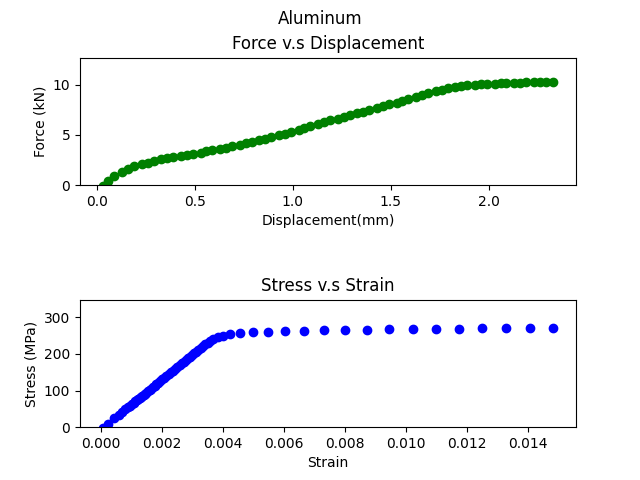 Aluminum
Force v.s Displacement
Force (kN)
10
5
0
0.0 0.5 1.0 1.5 2.0
Displacement(mm)
Stress v.s Strain
Stress (MPa)
300
200
100
0
0.000 0.002 0.004 0.006 0.008 0.010 0.012 0.014
Strain